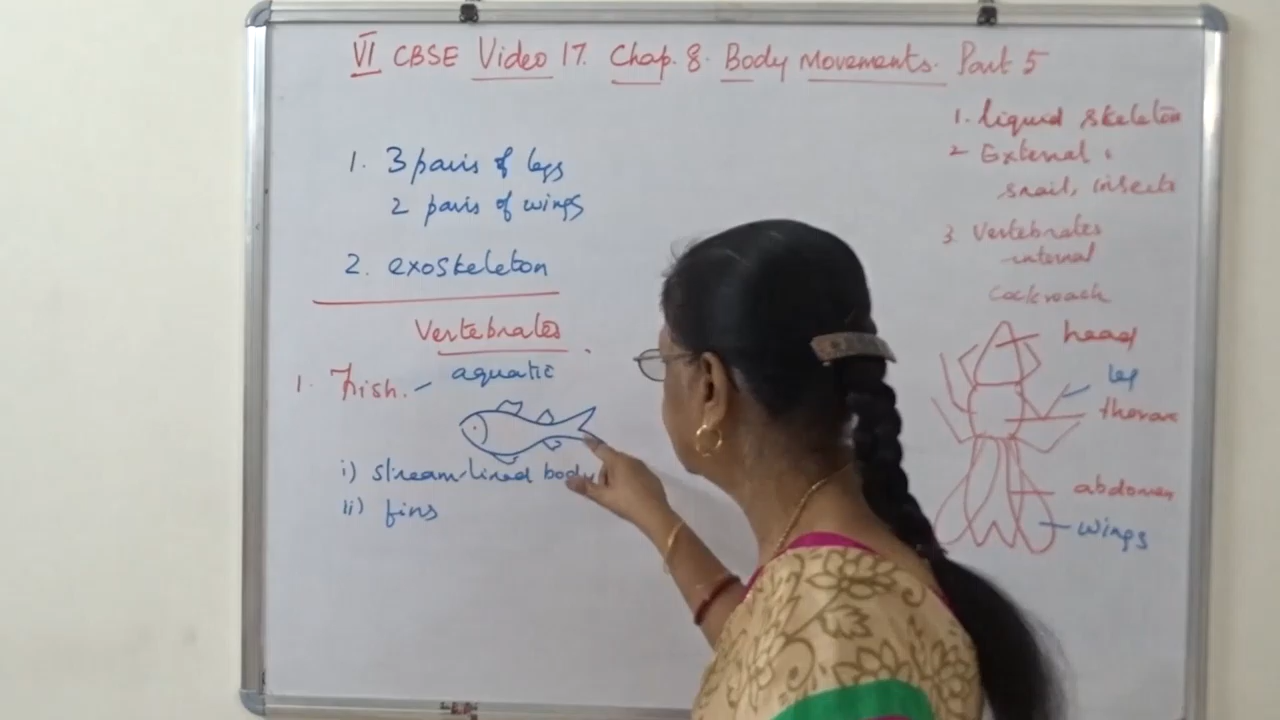 VI CBSE Video 17. Chap. 8. Body Movements. Part 5
1. 3 pairs of legs
2 pairs of wings
2. exoskeleton
Vertebrates
1. Fish. - aquatic
i) streamlined body
ii) fins
1. liquid skeleton
2 External "
snail, insects
3. Vertebrates
internal
Cockroach
head
leg
thorax
abdomen
wings